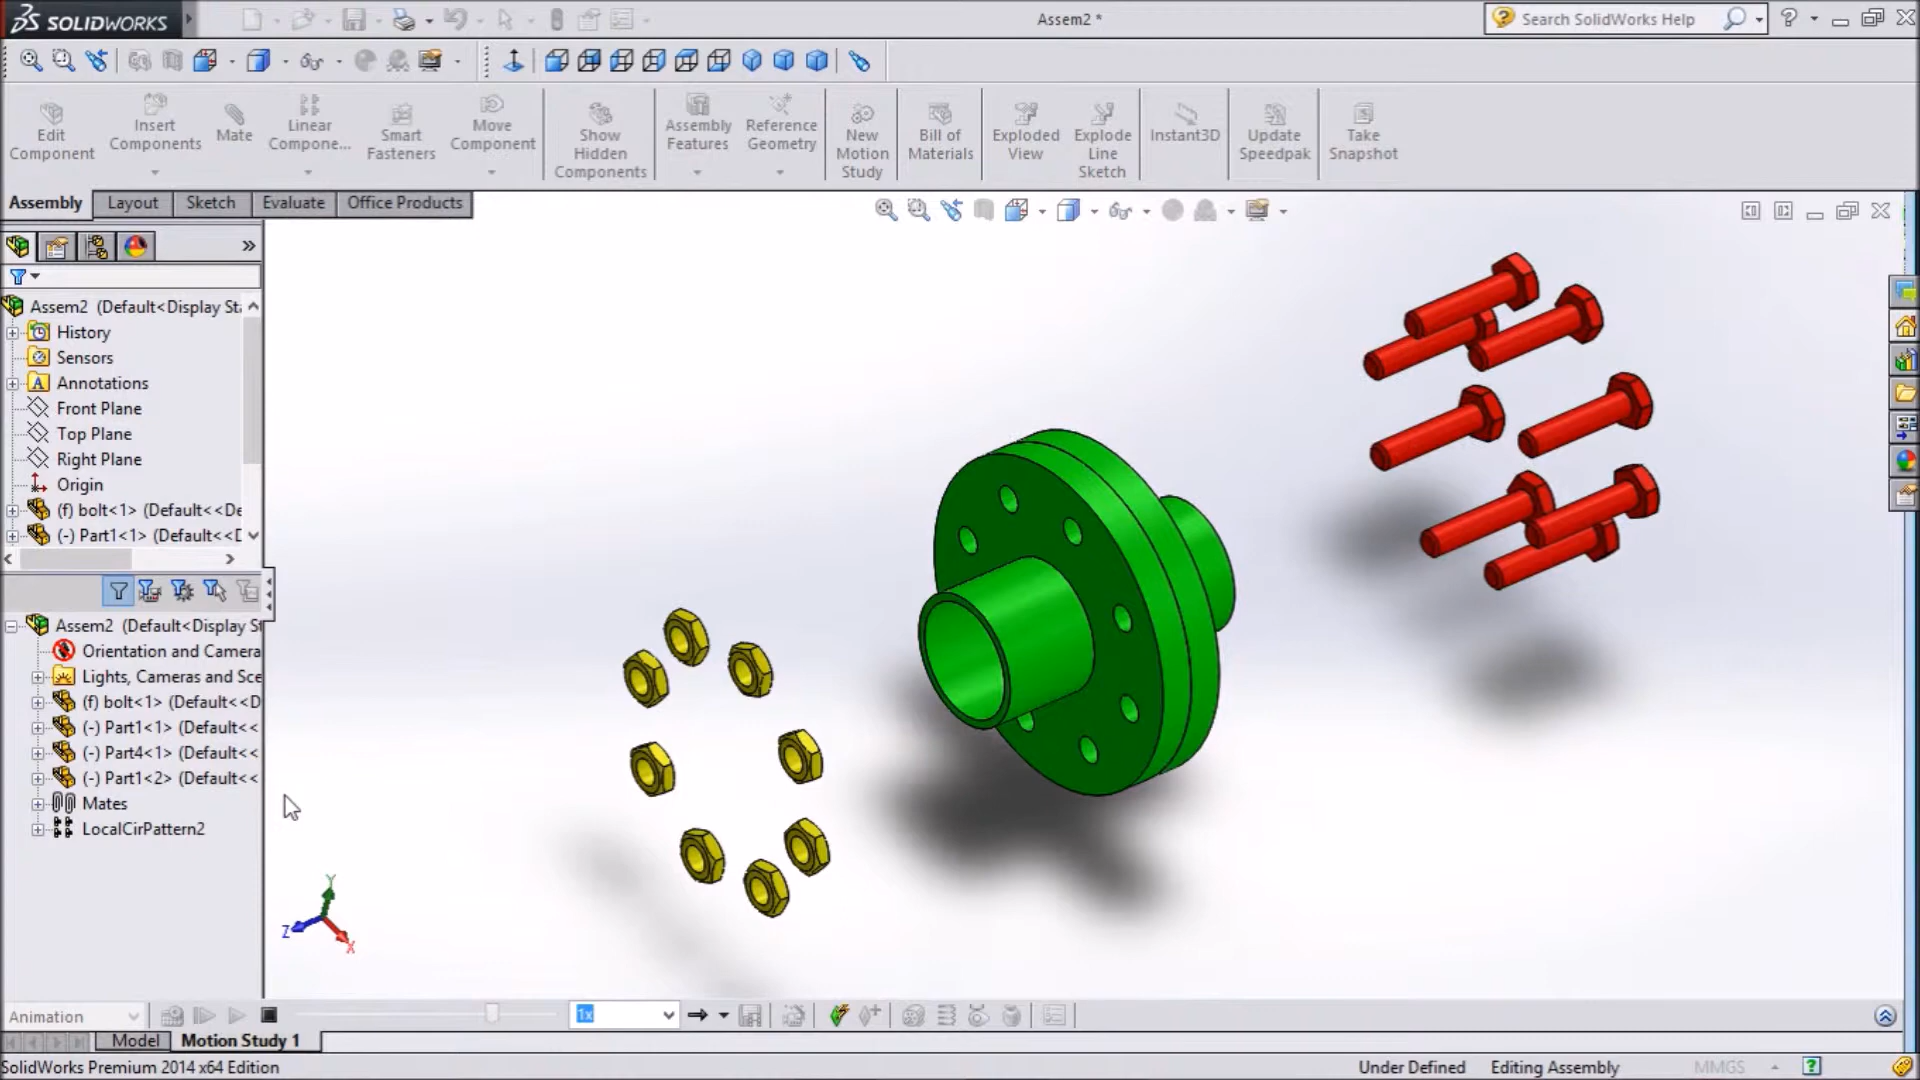 SOLIDWORKS
Assem2 *
Search SolidWorks Help
Edit
Component
Insert
Components
Mate
Linear
Compone...
Smart
Fasteners
Move
Component
Show
Hidden
Components
Assembly
Features
Reference
Geometry
New
Motion
Study
Bill of
Materials
Exploded
View
Explode
Line
Sketch
Instant3D
Update
Speedpak
Take
Snapshot
Assembly
Layout
Sketch
Evaluate
Office Products
Assem2 (Default<Display Sta
History
Sensors
Annotations
Front Plane
Top Plane
Right Plane
Origin
(f) bolt<1> (Default<<De
(-) Part1<1> (Default<<D
Assem2 (Default<Display St
Orientation and Camera
Lights, Cameras and Sce
(f) bolt<1> (Default<<D
(-) Part1<1> (Default<<
(-) Part4<1> (Default<<
(-) Part1<2> (Default<<
Mates
LocalCirPattern2
Y
Z
X
Animation
1x
Model
Motion Study 1
SolidWorks Premium 2014 x64 Edition
Under Defined
Editing Assembly
MMGS